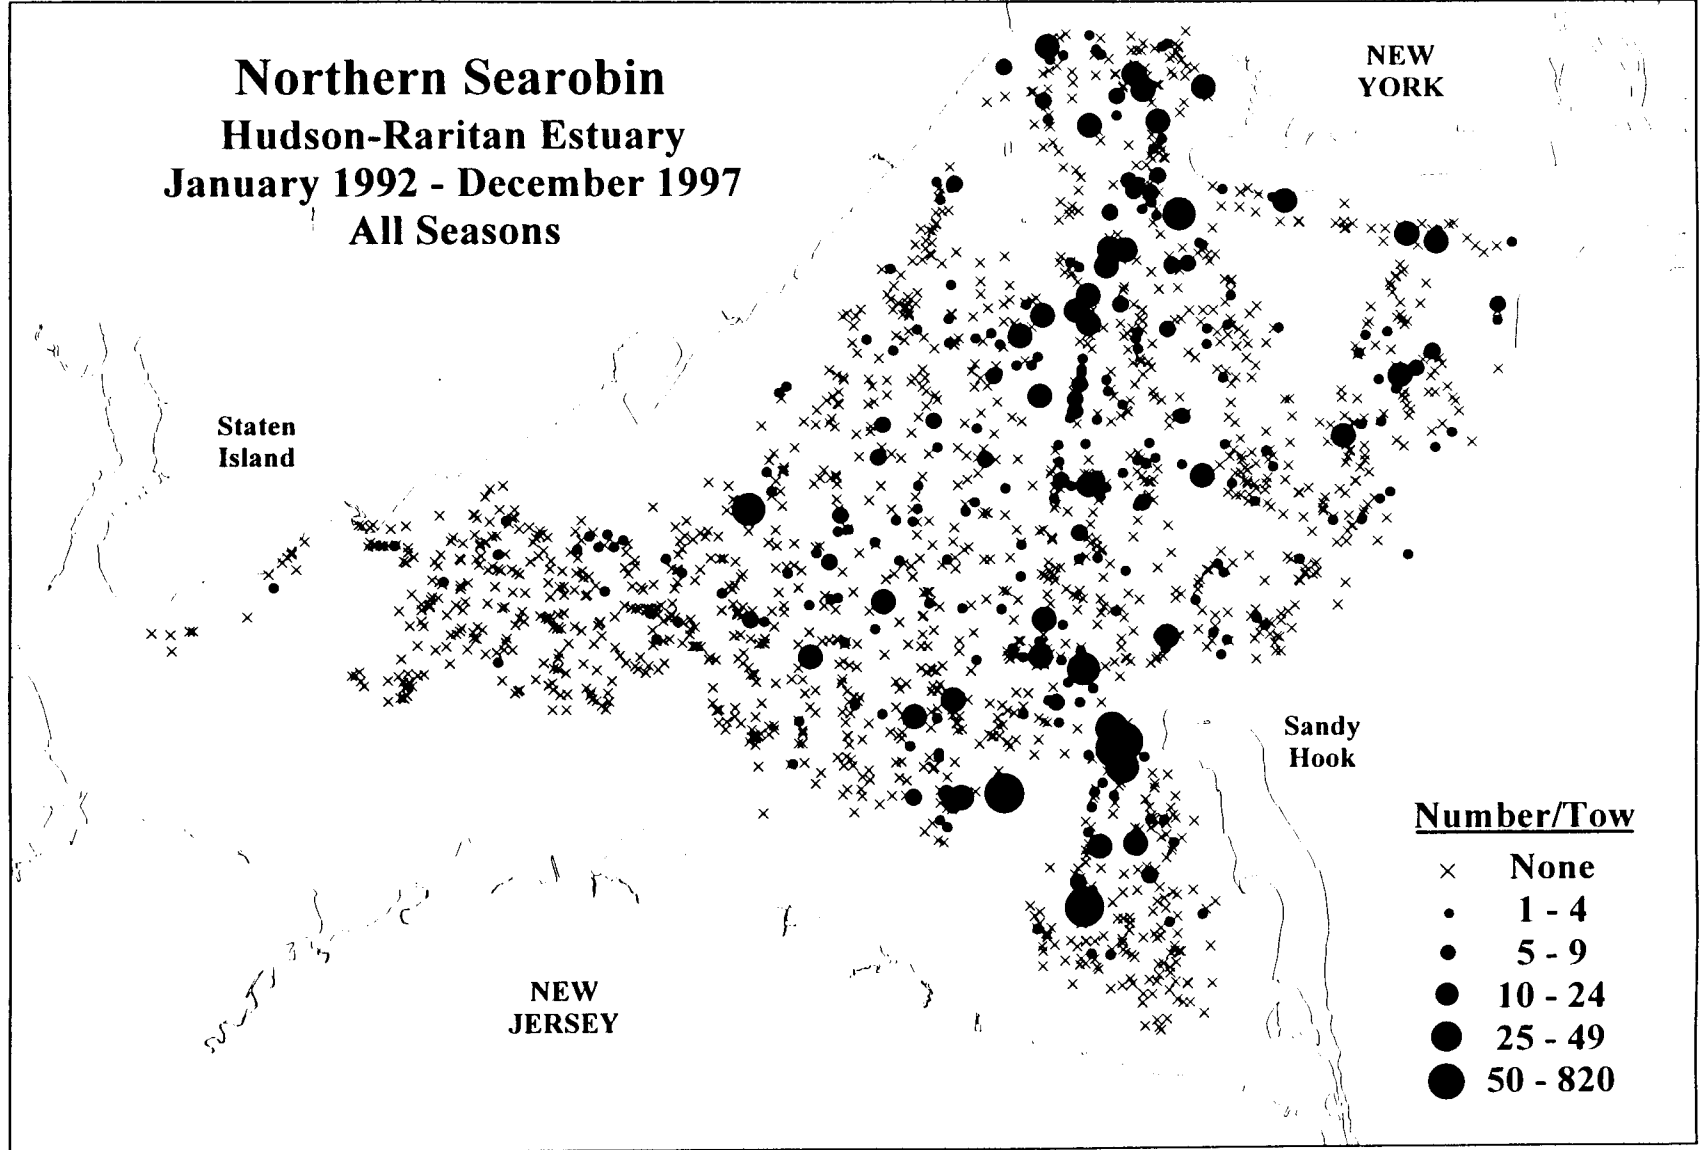 Northern Searobin
Hudson-Raritan Estuary
January 1992 - December 1997
All Seasons
NEW
YORK
Staten
Island
Sandy
Hook
NEW
JERSEY
Number/Tow
None
1 - 4
5 - 9
10 - 24
25 - 49
50 - 820